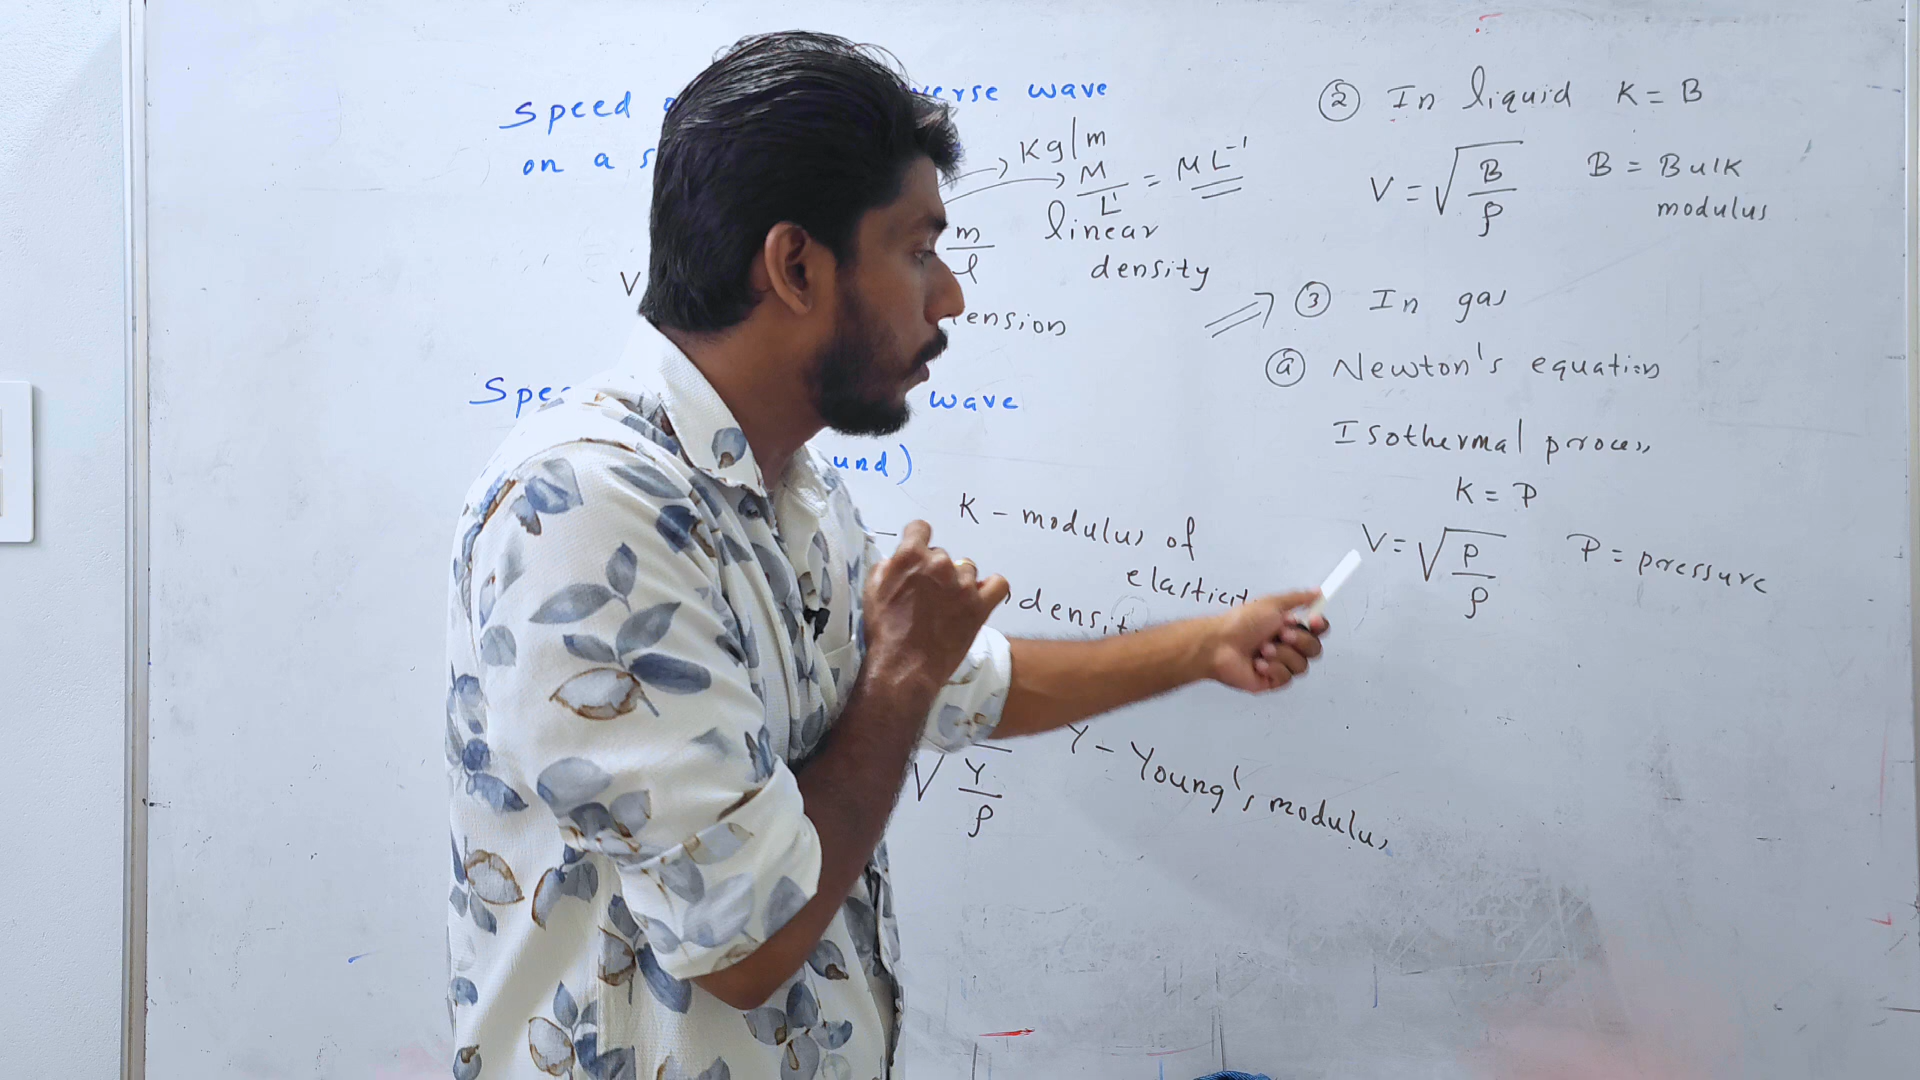 Speed
verse wave
on a s
Kg/m
M/L = ML⁻¹
m/l
linear
density
V
ension
Spe
wave
und)
K - modulus of
elasticit
densit
√Y/ρ
Y - Young's modulus
② In liquid K = B
V = √B/ρ B = Bulk
modulus
③ In gas
ⓐ Newton's equation
Isothermal process
K = P
V = √P/ρ P = pressure